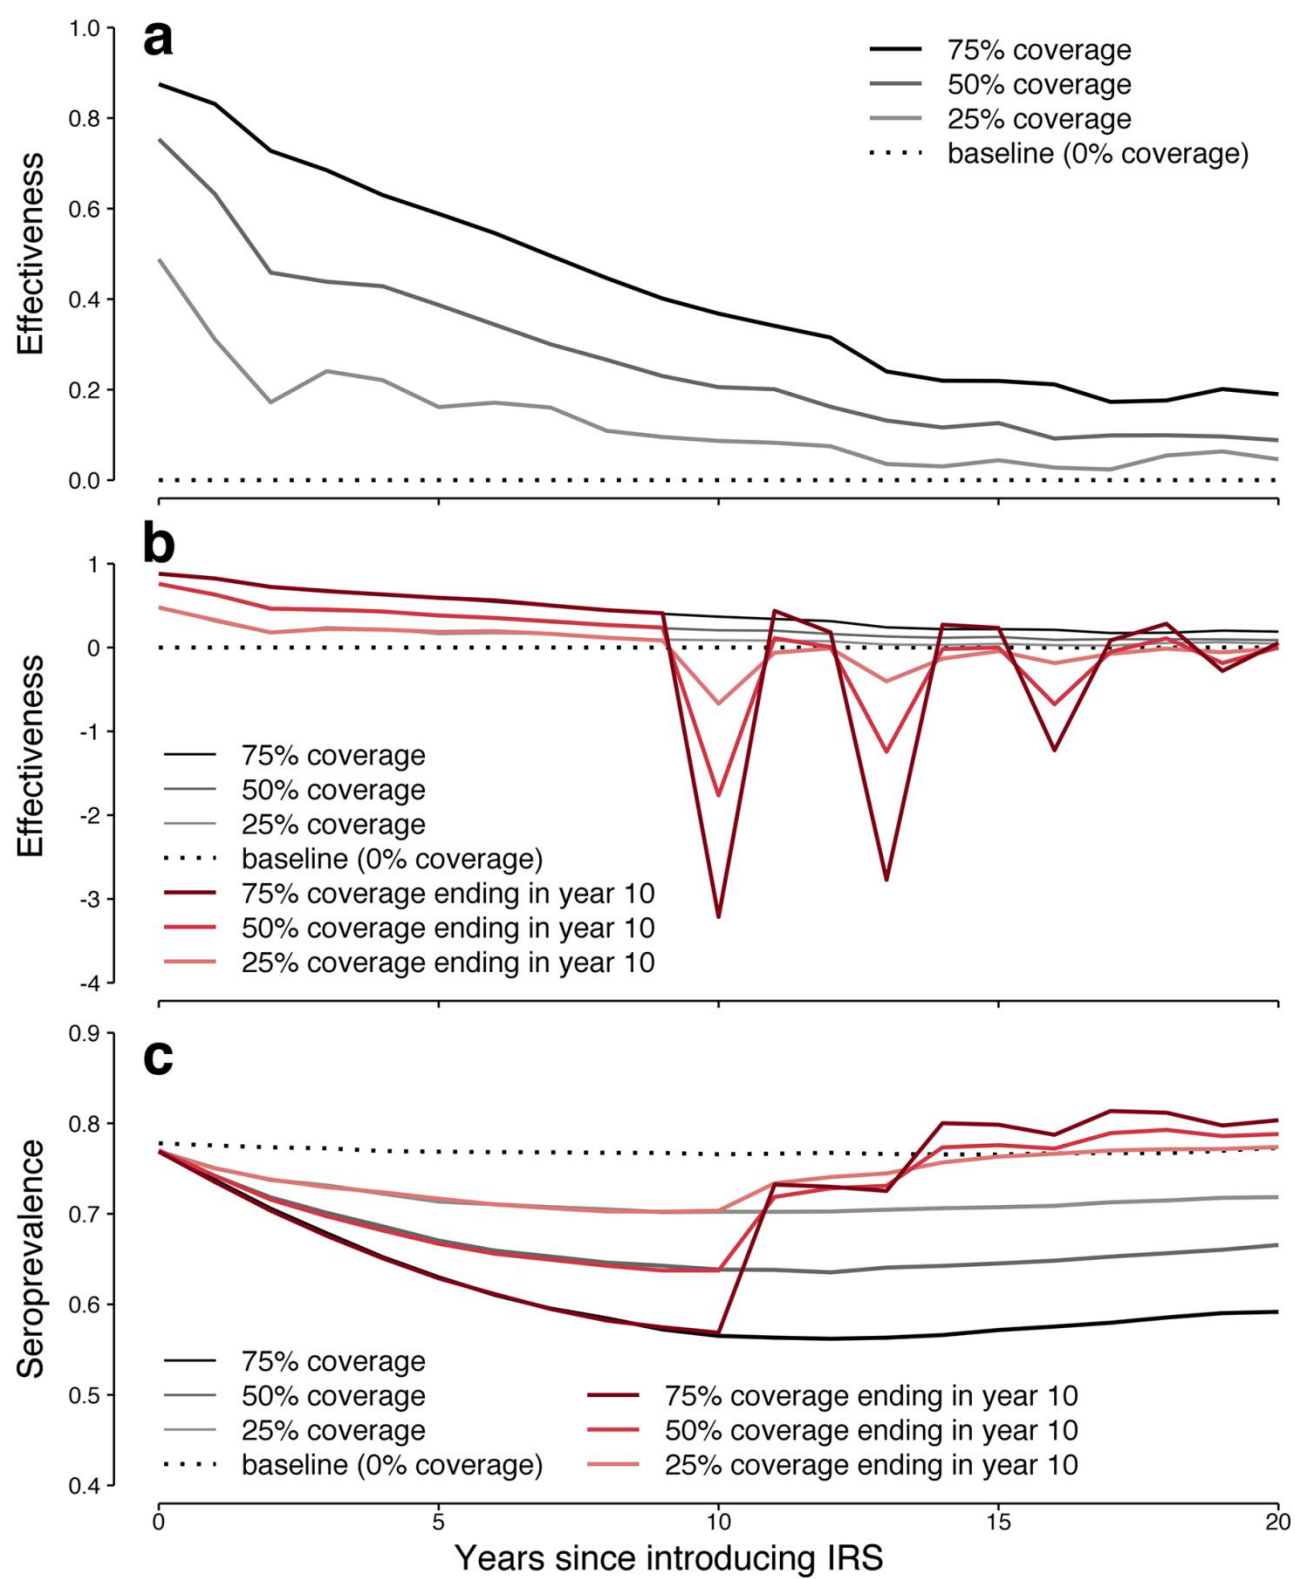 a
1.0
0.8
0.6
0.4
0.2
0.0
Effectiveness
75% coverage
50% coverage
25% coverage
baseline (0% coverage)
b
1
0
-1
-2
-3
-4
Effectiveness
75% coverage
50% coverage
25% coverage
baseline (0% coverage)
75% coverage ending in year 10
50% coverage ending in year 10
25% coverage ending in year 10
c
0.9
0.8
0.7
0.6
0.5
0.4
Seroprevalence
75% coverage
50% coverage
25% coverage
baseline (0% coverage)
75% coverage ending in year 10
50% coverage ending in year 10
25% coverage ending in year 10
0 5 10 15 20
Years since introducing IRS